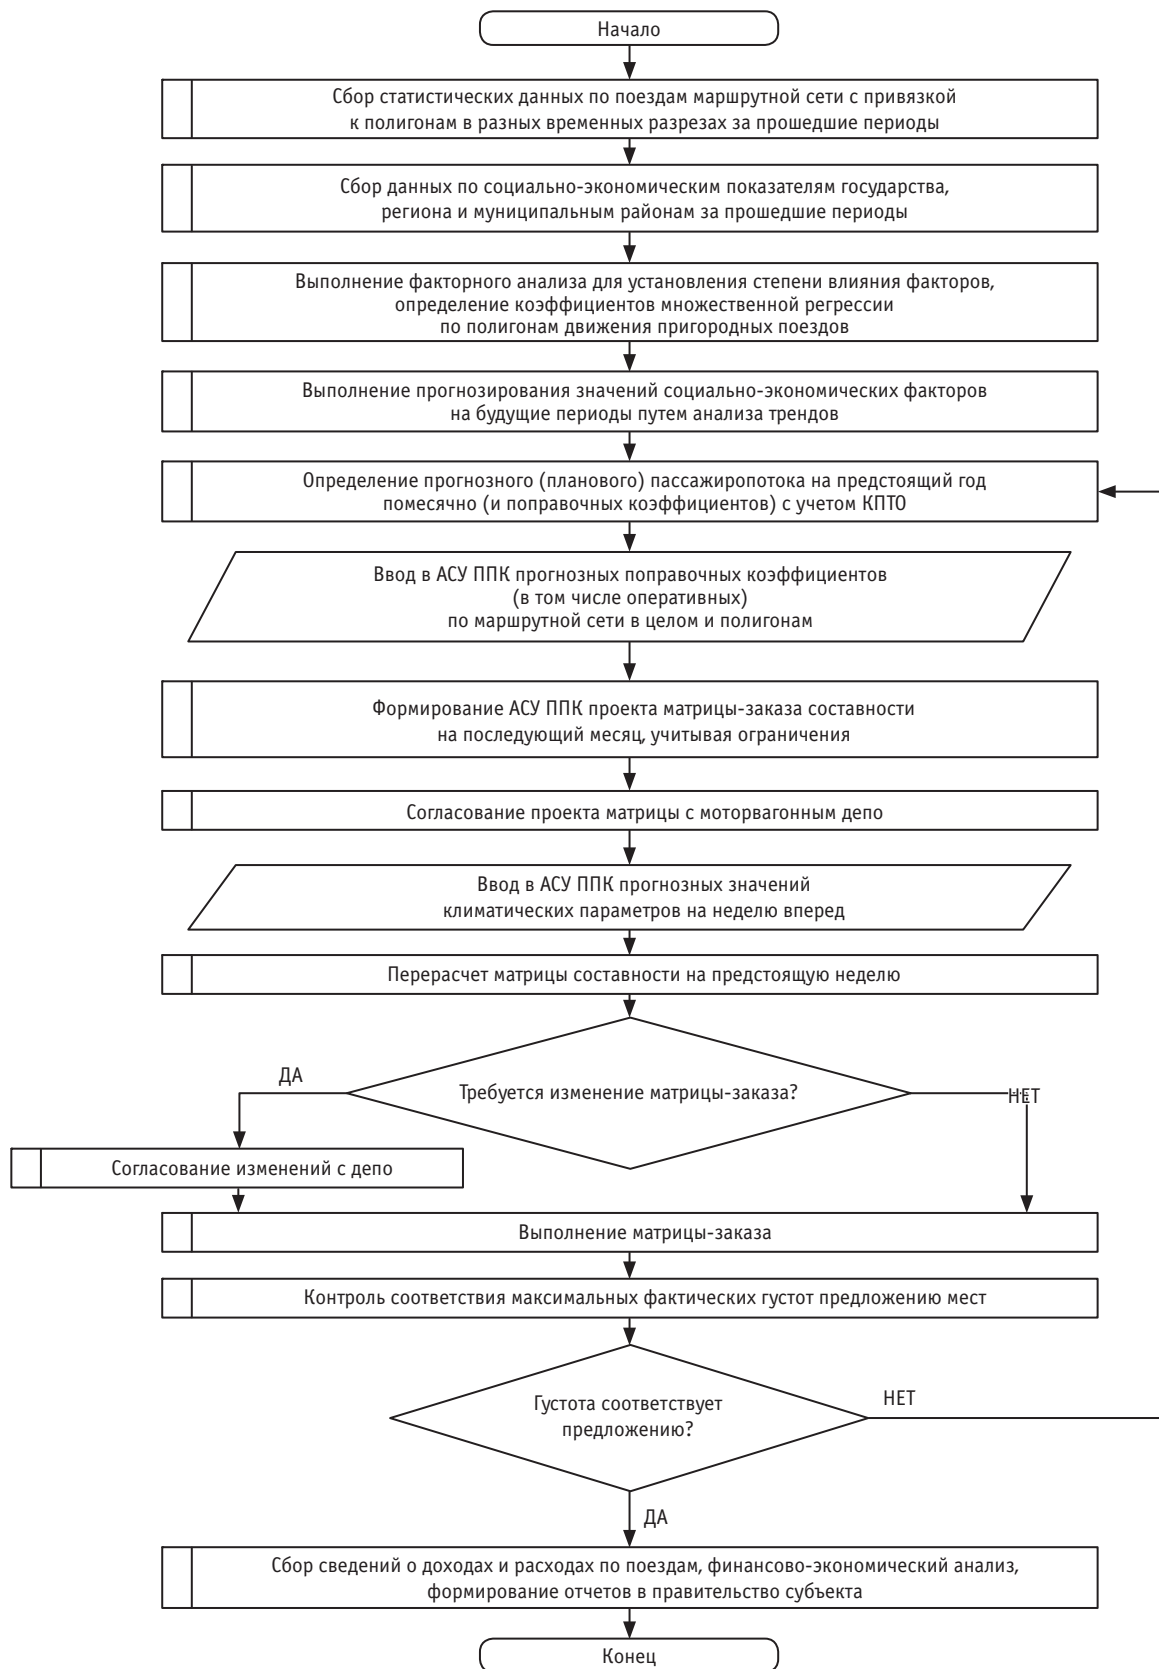 Начало
Сбор статистических данных по поездам маршрутной сети с привязкой
к полигонам в разных временных разрезах за прошедшие периоды
Сбор данных по социально-экономическим показателям государства,
региона и муниципальным районам за прошедшие периоды
Выполнение факторного анализа для установления степени влияния факторов,
определение коэффициентов множественной регрессии
по полигонам движения пригородных поездов
Выполнение прогнозирования значений социально-экономических факторов
на будущие периоды путем анализа трендов
Определение прогнозного (планового) пассажиропотока на предстоящий год
помесячно (и поправочных коэффициентов) с учетом КПТО
Ввод в АСУ ППК прогнозных поправочных коэффициентов
(в том числе оперативных)
по маршрутной сети в целом и полигонам
Формирование АСУ ППК проекта матрицы-заказа составности
на последующий месяц, учитывая ограничения
Согласование проекта матрицы с моторвагонным депо
Ввод в АСУ ППК прогнозных значений
климатических параметров на неделю вперед
Перерасчет матрицы составности на предстоящую неделю
ДА
Требуется изменение матрицы-заказа?
НЕТ
Согласование изменений с депо
Выполнение матрицы-заказа
Контроль соответствия максимальных фактических густот предложению мест
Густота соответствует
предложению?
НЕТ
ДА
Сбор сведений о доходах и расходах по поездам, финансово-экономический анализ,
формирование отчетов в правительство субъекта
Конец